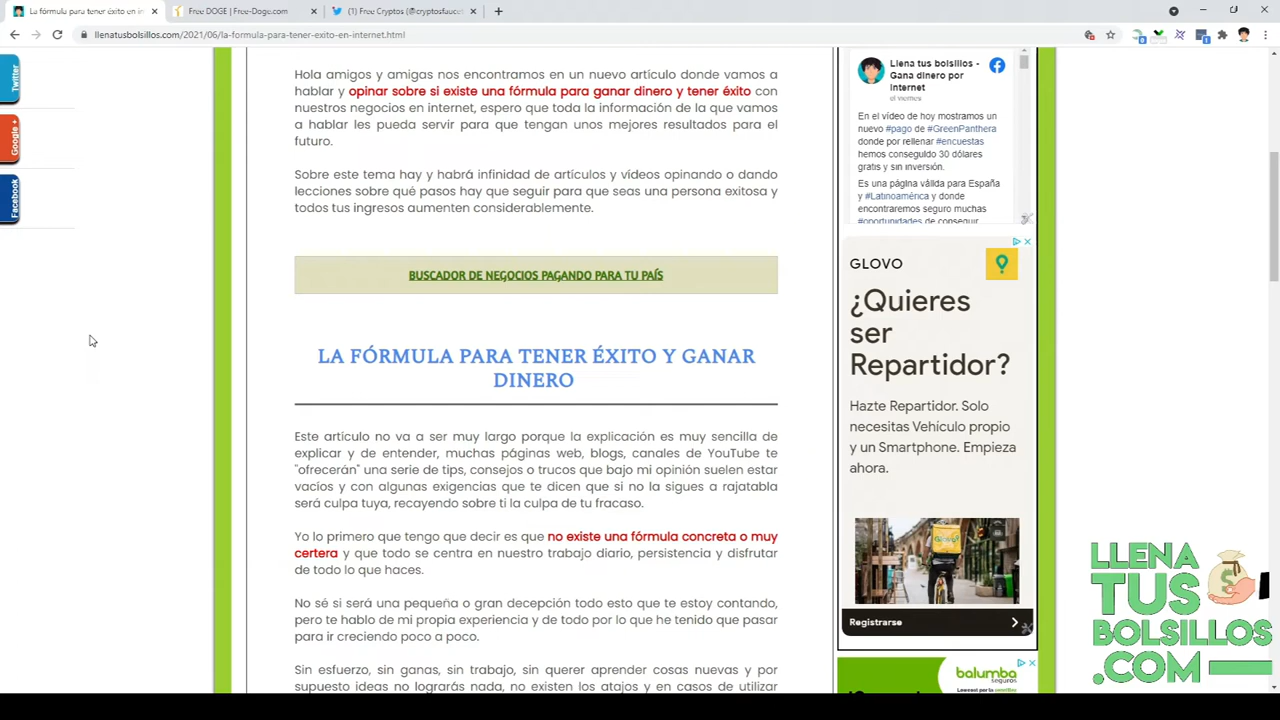 La fórmula para tener éxito en in
Free DOGE | Free-Doge.com
(1) Free Cryptos (@cryptosfaucet
llenatusbolsillos.com/2021/06/la-formula-para-tener-exito-en-internet.html
Twitter
Google +
Facebook
Hola amigos y amigas nos encontramos en un nuevo artículo donde vamos a
hablar y opinar sobre si existe una fórmula para ganar dinero y tener éxito con
nuestros negocios en internet, espero que toda la información de la que vamos
a hablar les pueda servir para que tengan unos mejores resultados para el
futuro.
Sobre este tema hay y habrá infinidad de artículos y vídeos opinando o dando
lecciones sobre qué pasos hay que seguir para que seas una persona exitosa y
todos tus ingresos aumenten considerablemente.
BUSCADOR DE NEGOCIOS PAGANDO PARA TU PAÍS
LA FÓRMULA PARA TENER ÉXITO Y GANAR
DINERO
Este artículo no va a ser muy largo porque la explicación es muy sencilla de
explicar y de entender, muchas páginas web, blogs, canales de YouTube te
"ofrecerán" una serie de tips, consejos o trucos que bajo mi opinión suelen estar
vacíos y con algunas exigencias que te dicen que si no la sigues a rajatabla
será culpa tuya, recayendo sobre tí la culpa de tu fracaso.
Yo lo primero que tengo que decir es que no existe una fórmula concreta o muy
certera y que todo se centra en nuestro trabajo diario, persistencia y disfrutar
de todo lo que haces.
No sé si será una pequeña o gran decepción todo esto que te estoy contando,
pero te hablo de mi propia experiencia y de todo por lo que he tenido que pasar
para ir creciendo poco a poco.
Sin esfuerzo, sin ganas, sin trabajo, sin querer aprender cosas nuevas y por
supuesto ideas no lograrás nada, no existen los atajos y en casos de utilizar
Llena tus bolsillos -
Gana dinero por
Internet
el viernes
En el vídeo de hoy mostramos un
nuevo #pago de #GreenPanthera
donde por rellenar #encuestas
hemos conseguido 30 dólares
gratis y sin inversión.
Es una página válida para España
y #Latinoamérica y donde
encontraremos seguro muchas
#oportunidades de conseguir
GLOVO
¿Quieres
ser
Repartidor?
Hazte Repartidor. Solo
necesitas Vehículo propio
y un Smartphone. Empieza
ahora.
Registrarse
balumba
seguros
LLENA
TUS
BOLSILLOS
.COM